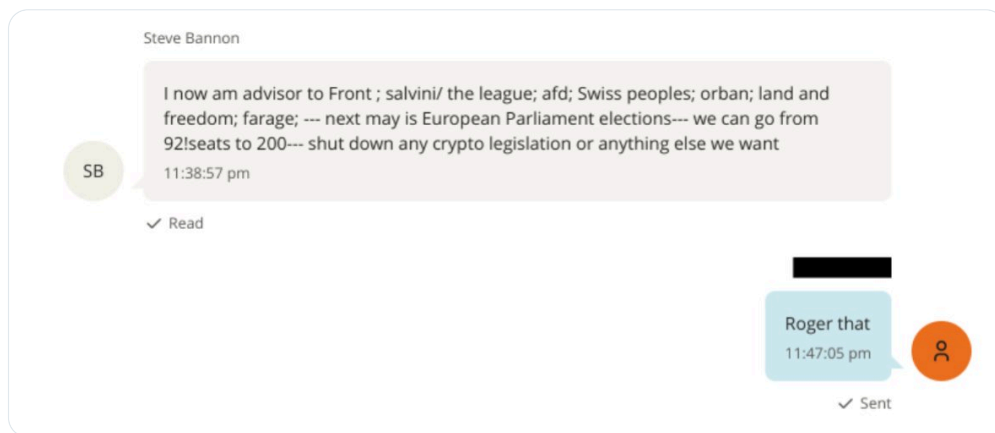 Steve Bannon
I now am advisor to Front ; salvini/ the league; afd; Swiss peoples; orban; land and
freedom; farage; --- next may is European Parliament elections--- we can go from
92!seats to 200--- shut down any crypto legislation or anything else we want
11:38:57 pm
SB
Read
Roger that
11:47:05 pm
Sent